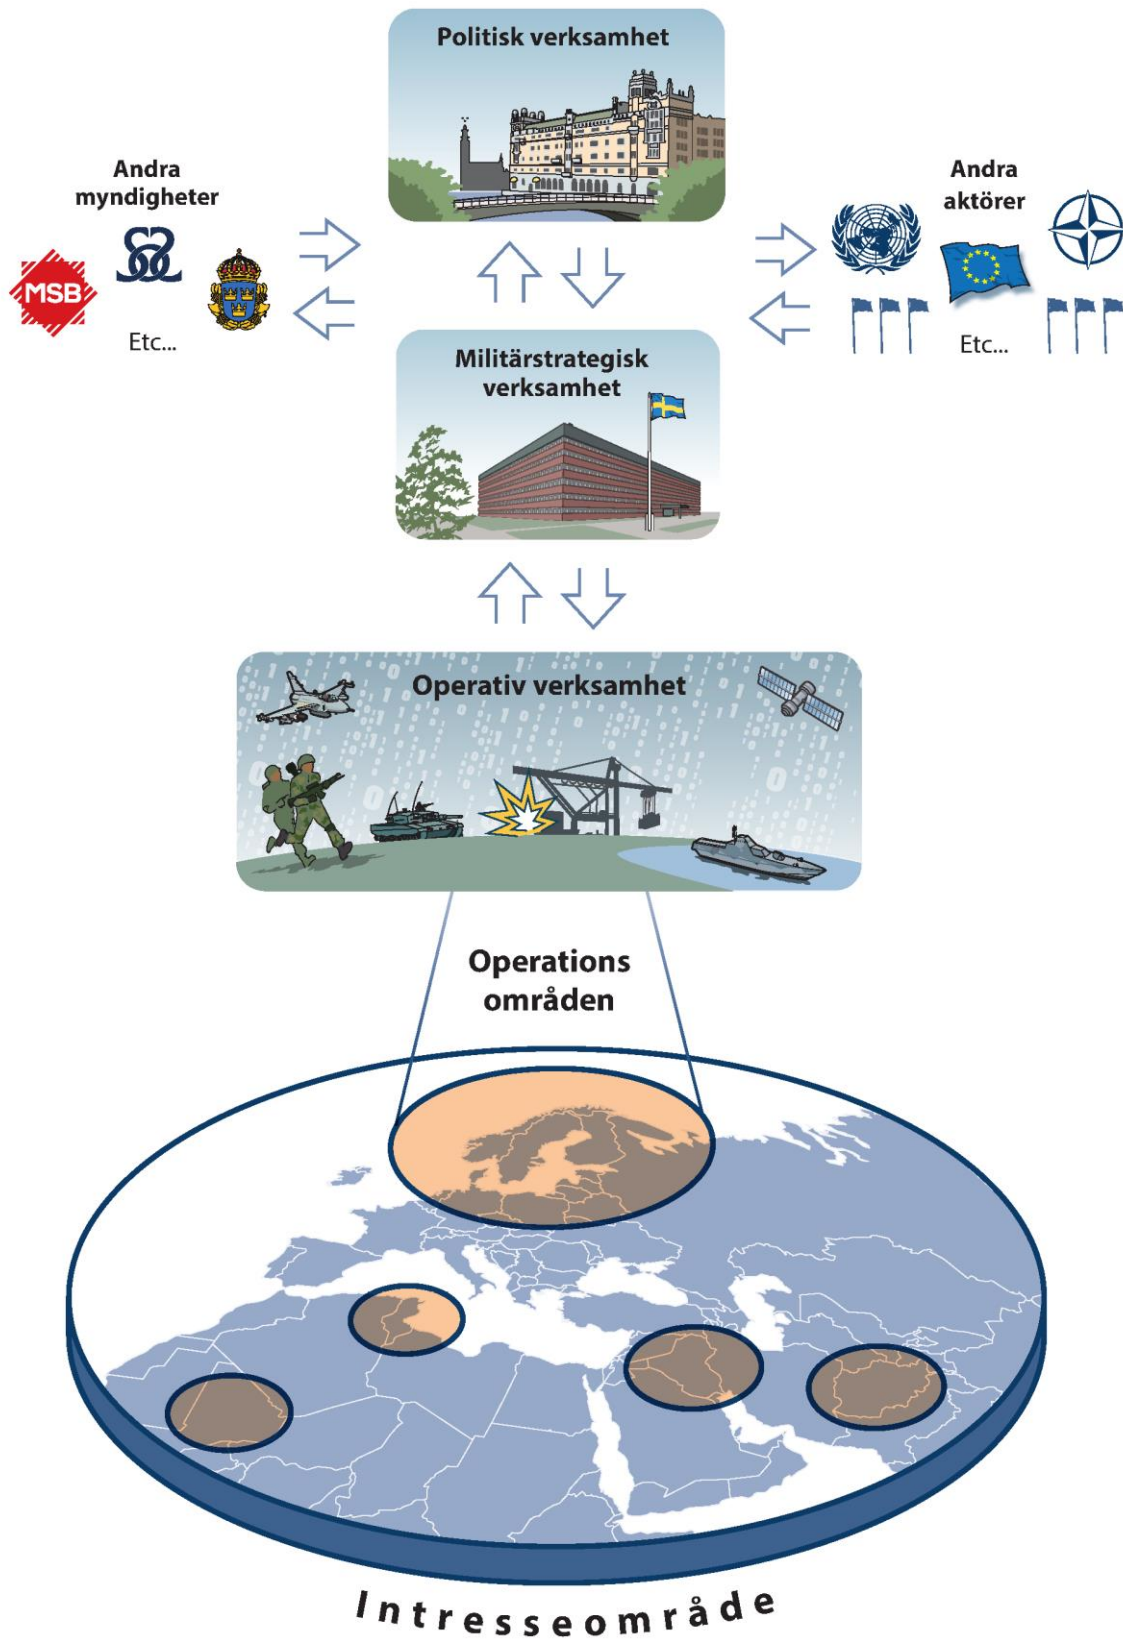 Politisk verksamhet
Andra
myndigheter
MSB
Etc...
Andra
aktörer
Etc...
Militärstrategisk
verksamhet
Operativ verksamhet
Operations
områden
Intresseområde